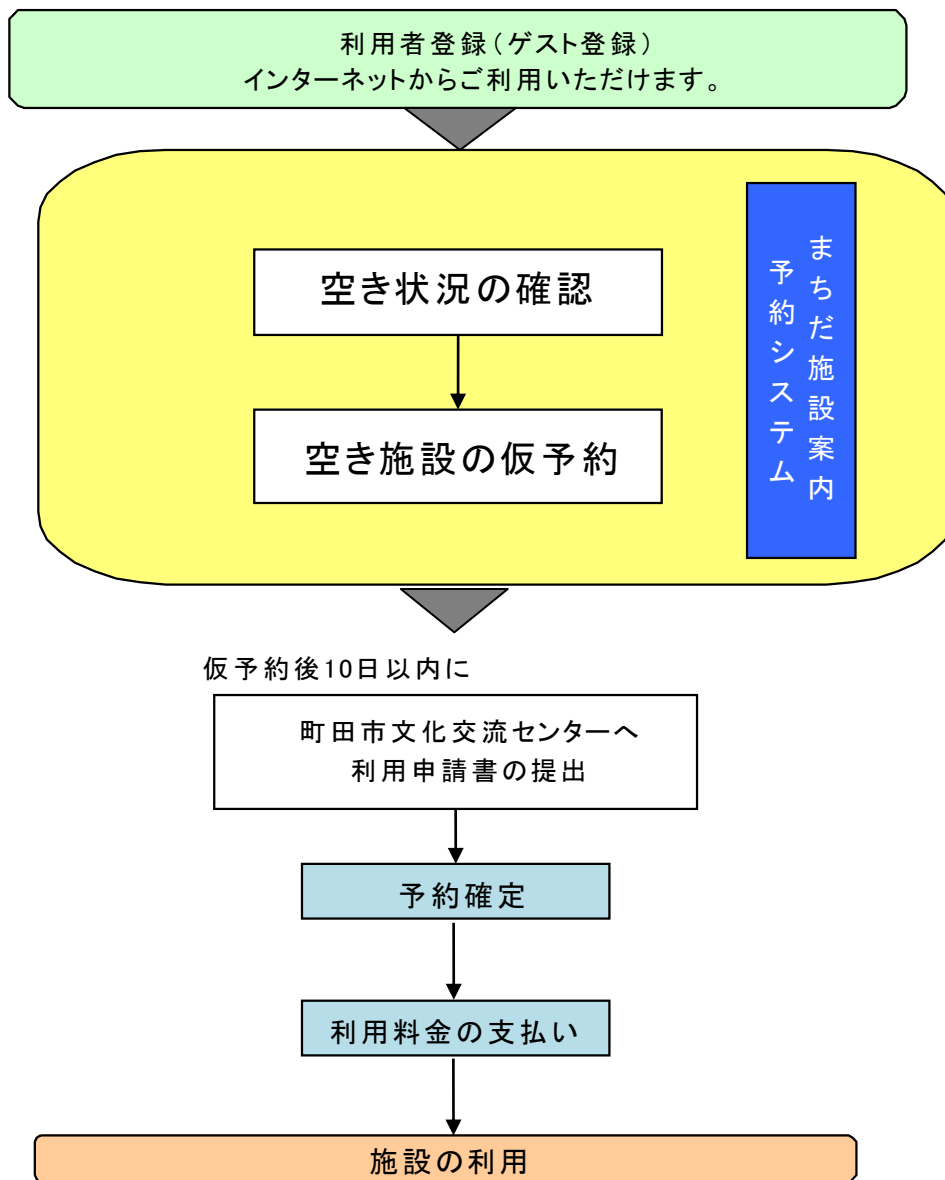 利用者登録（ゲスト登録）
インターネットからご利用いただけます。
空き状況の確認
空き施設の仮予約
まちだ施設案内
予約システム
仮予約後10日以内に
町田市文化交流センターへ
利用申請書の提出
予約確定
利用料金の支払い
施設の利用